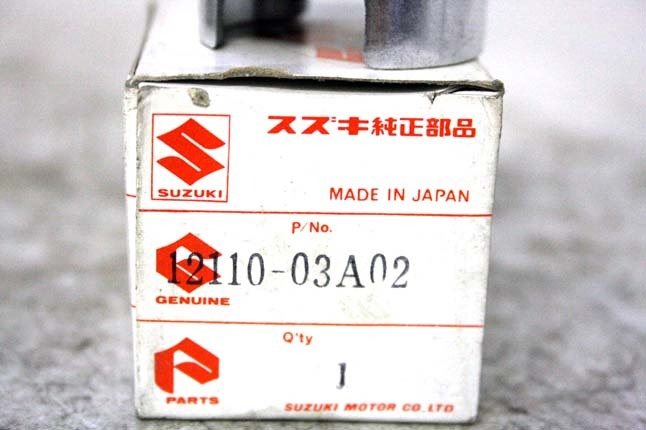 スズキ純正部品
SUZUKI
MADE IN JAPAN
P/No.
12110-03A02
GENUINE
Q'ty
1
PARTS
SUZUKI MOTOR CO.,LTD